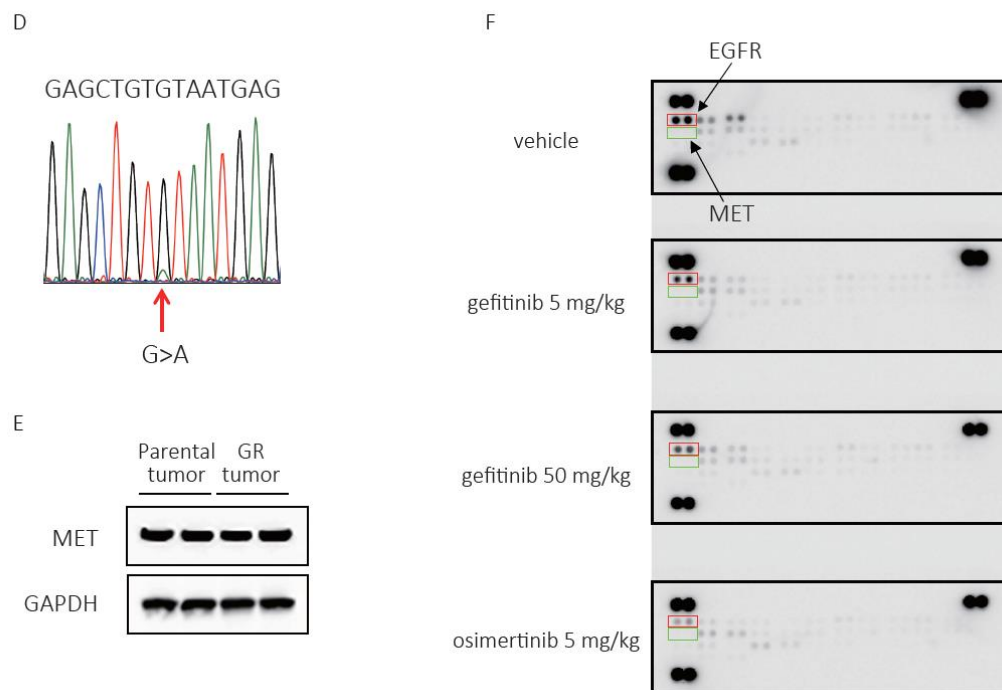 D
GAGCTGTGTAATGAG
G>A
E
Parental
tumor
GR
tumor
MET
GAPDH
F
EGFR
vehicle
MET
gefitinib 5 mg/kg
gefitinib 50 mg/kg
osimertinib 5 mg/kg